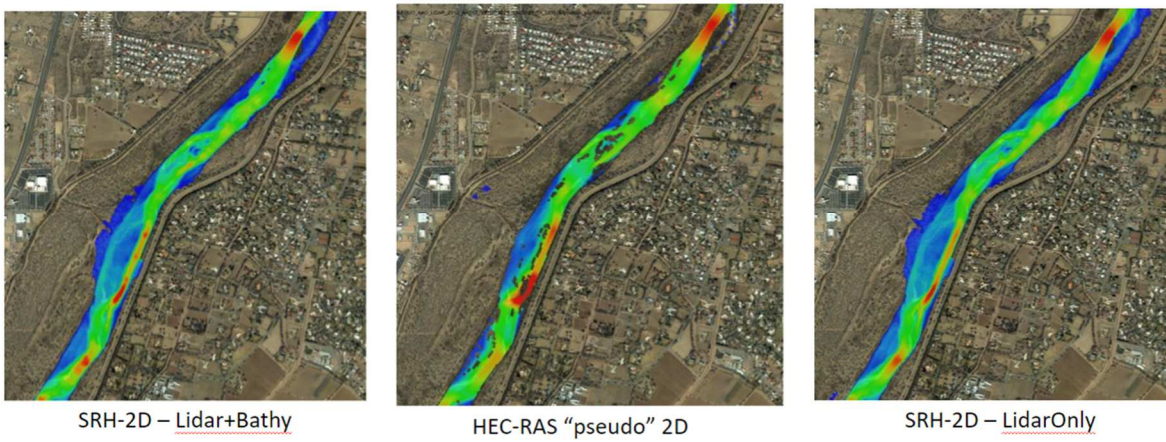 SRH-2D – Lidar+Bathy
HEC-RAS “pseudo” 2D
SRH-2D – LidarOnly